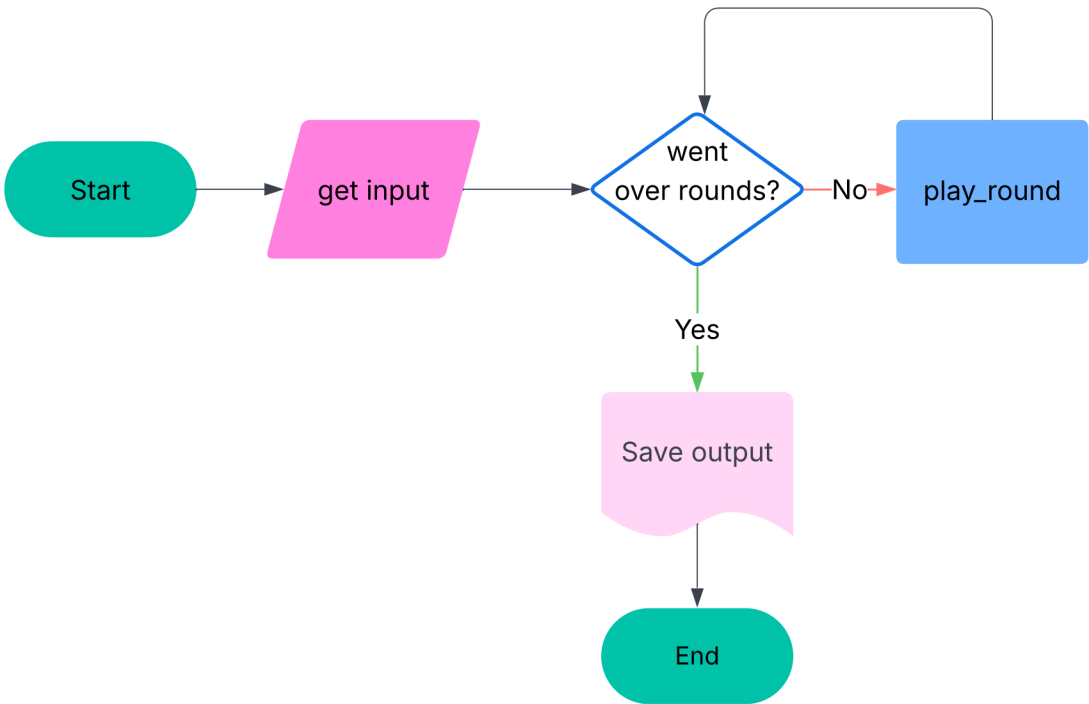 Start
get input
went
over rounds?
No
play_round
Yes
Save output
End